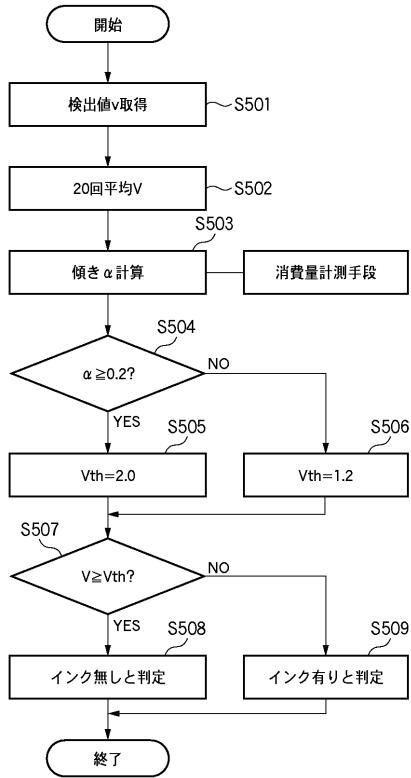 開始
検出値v取得
S501
20回平均V
S502
S503
傾きα計算
消費量計測手段
S504
α≧0.2?
NO
YES
S505
S506
Vth=2.0
Vth=1.2
S507
V≧Vth?
NO
YES
S508
S509
インク無しと判定
インク有りと判定
終了